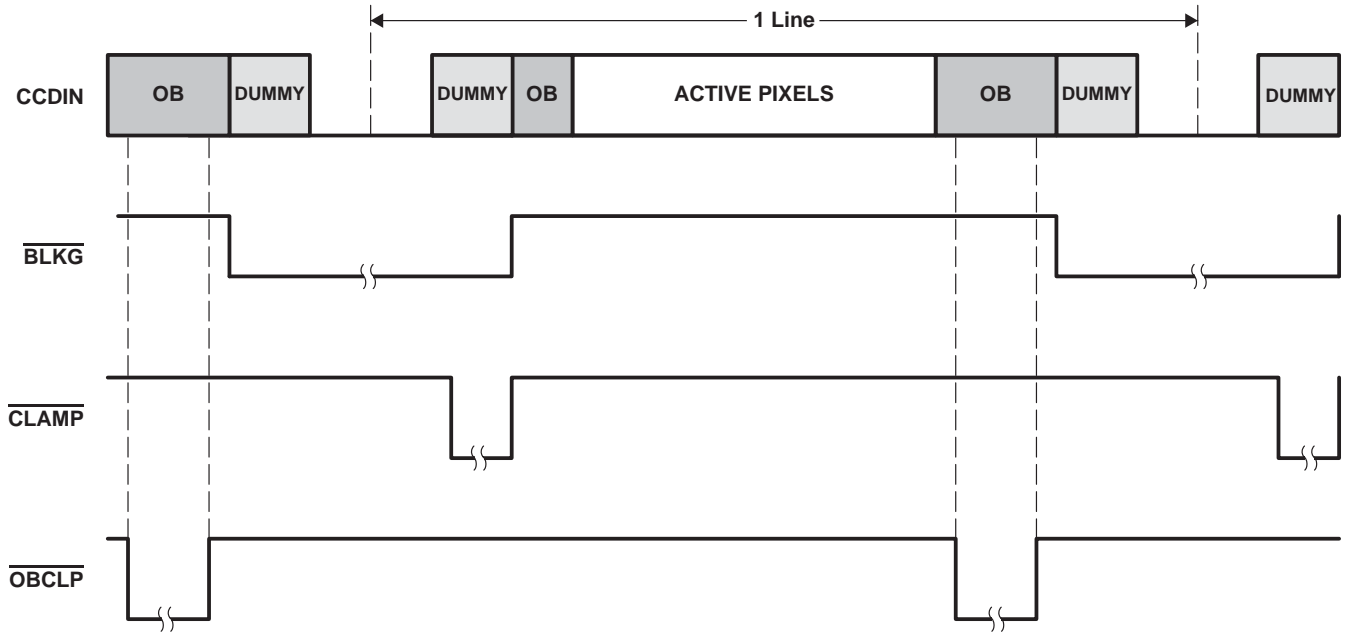 1 Line
CCDIN OB DUMMY DUMMY OB ACTIVE PIXELS OB DUMMY DUMMY
BLKG
CLAMP
OBCLP